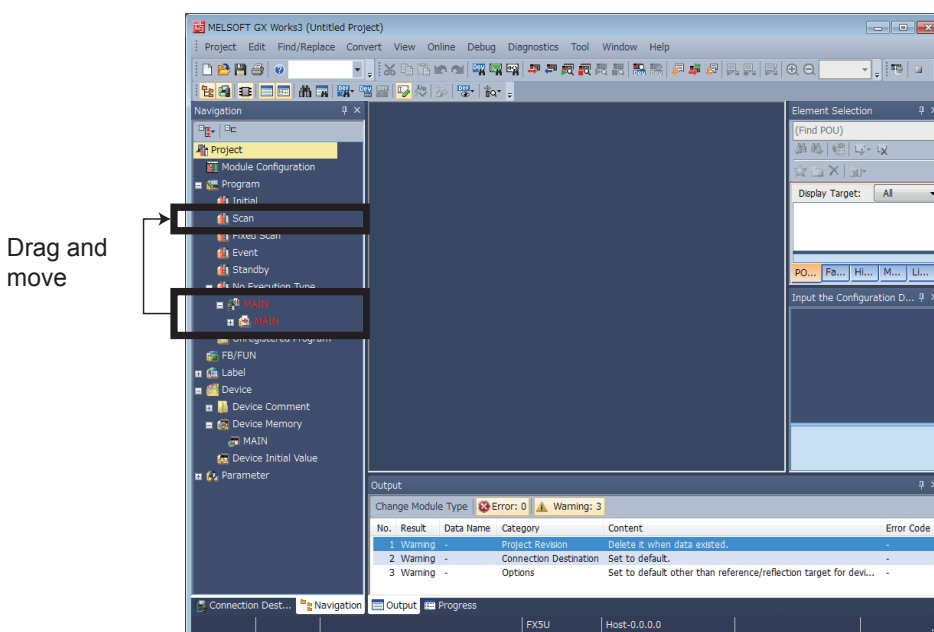 MELSOFT GX Works3 (Untitled Project)
Project Edit Find/Replace Convert View Online Debug Diagnostics Tool Window Help
Navigation
Project
Module Configuration
Program
Initial
Scan
Fixed Scan
Event
Standby
No Execution Type
MAIN
MAIN
Unregistered Program
FB/FUN
Label
Device
Device Comment
Device Memory
MAIN
Device Initial Value
Parameter
Drag and
move
Element Selection
(Find POU)
Display Target: All
PO... Fa... Hi... M... Li...
Input the Configuration D...
Output
Change Module Type Error: 0 Warning: 3
No. Result Data Name Category Content Error Code
1 Warning - Project Revision Delete it when data existed. -
2 Warning - Connection Destination Set to default. -
3 Warning - Options Set to default other than reference/reflection target for devi... -
Connection Dest... Navigation Output Progress
FX5U Host-0.0.0.0